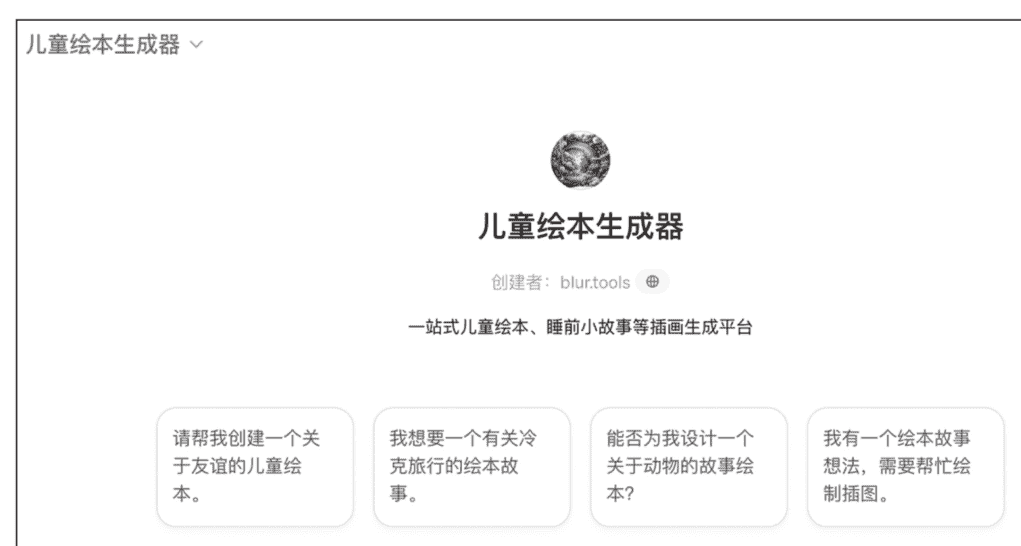 儿童绘本生成器
儿童绘本生成器
创建者：blur.tools
一站式儿童绘本、睡前小故事等插画生成平台
请帮我创建一个关
于友谊的儿童绘
本。
我想要一个有关冷
克旅行的绘本故
事。
能否为我设计一个
关于动物的故事绘
本?
我有一个绘本故事
想法，需要帮忙绘
制插图。